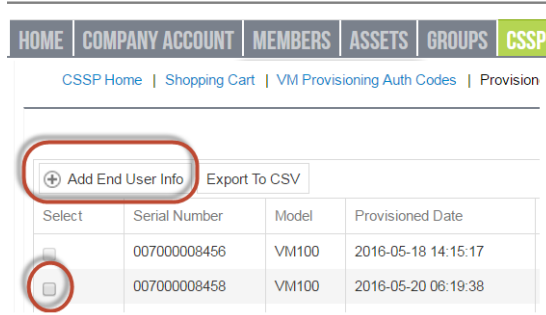 HOME COMPANY ACCOUNT MEMBERS ASSETS GROUPS CSSP
CSSP Home | Shopping Cart | VM Provisioning Auth Codes | Provision
Add End User Info Export To CSV
Select Serial Number Model Provisioned Date
007000008456 VM100 2016-05-18 14:15:17
007000008458 VM100 2016-05-20 06:19:38